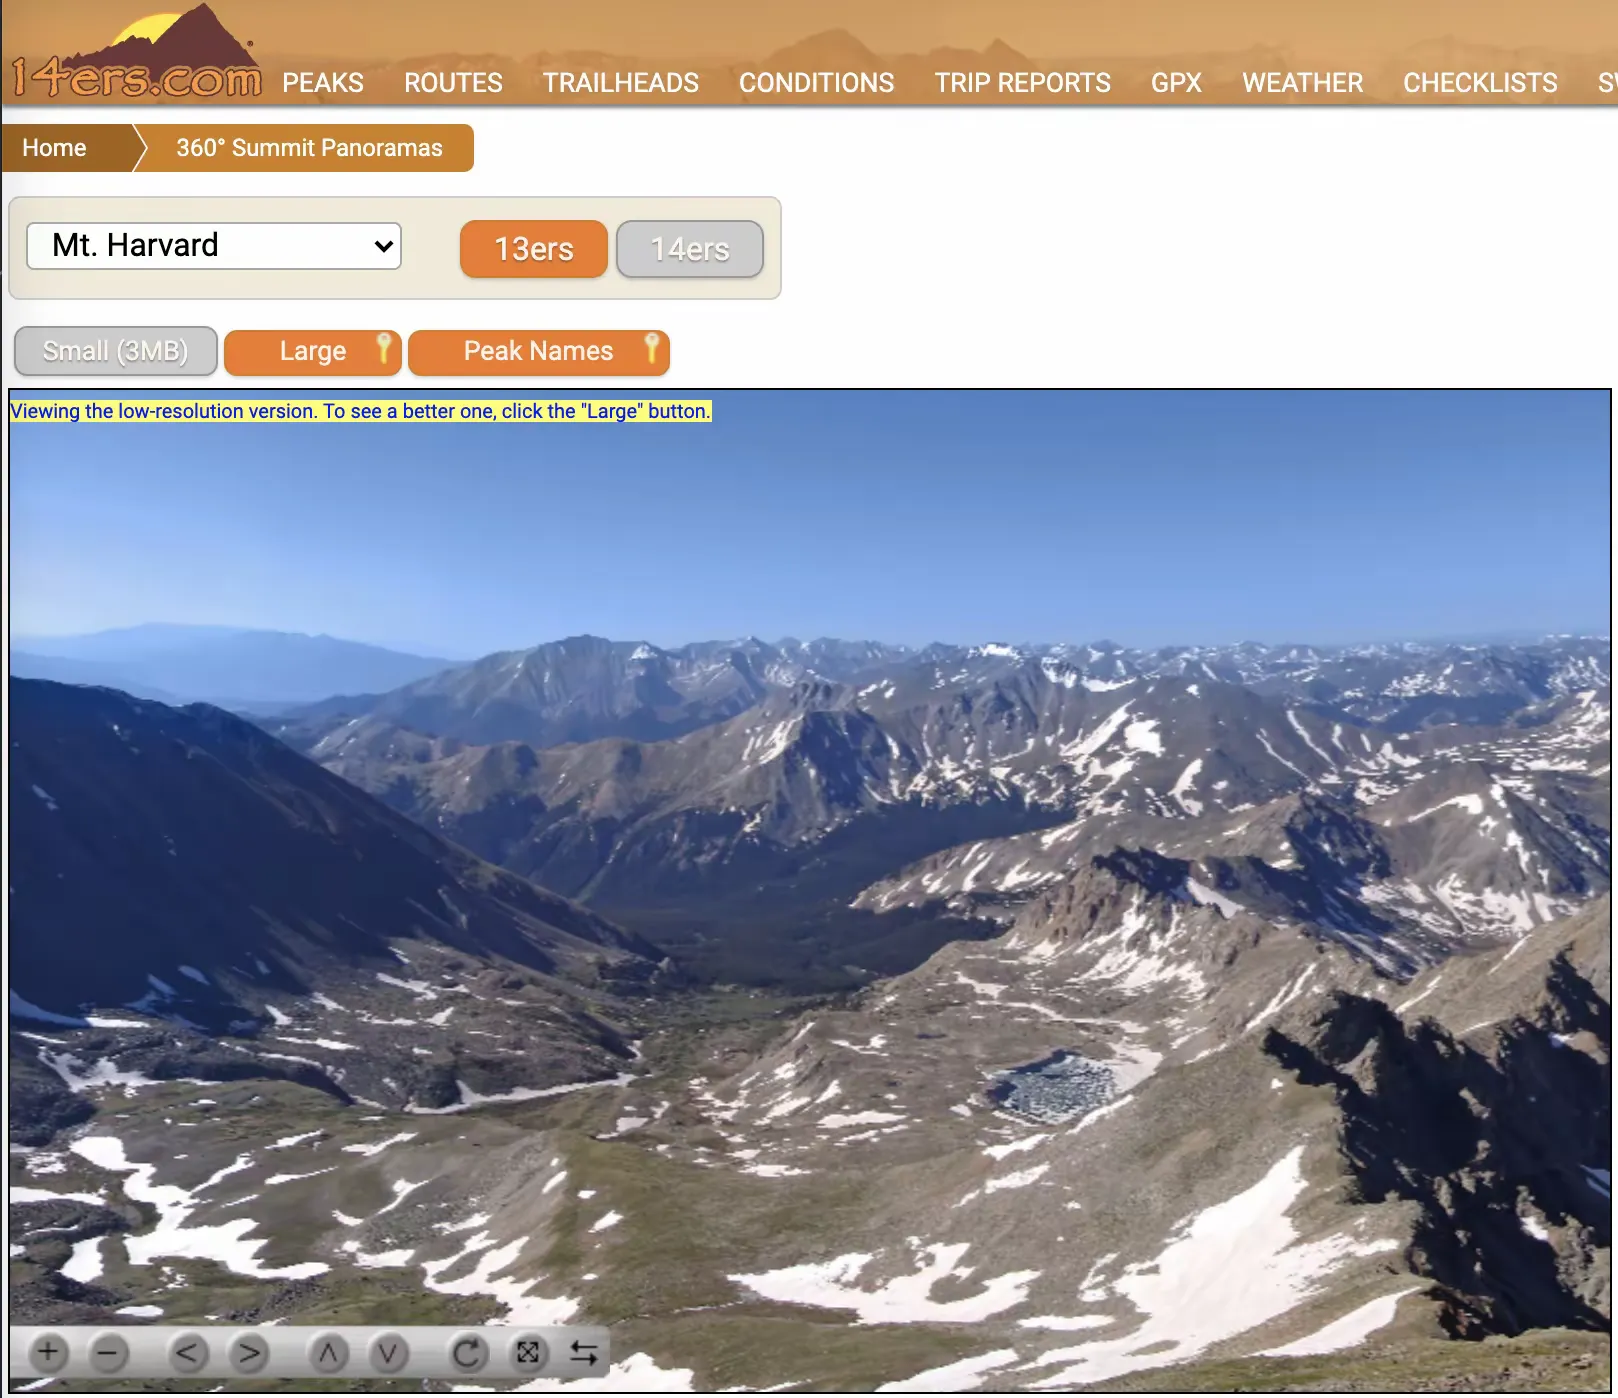 14ers.com
PEAKS ROUTES TRAILHEADS CONDITIONS TRIP REPORTS GPX WEATHER CHECKLISTS
Home 360° Summit Panoramas
Mt. Harvard 13ers 14ers
Small (3MB) Large Peak Names
Viewing the low-resolution version. To see a better one, click the "Large" button.